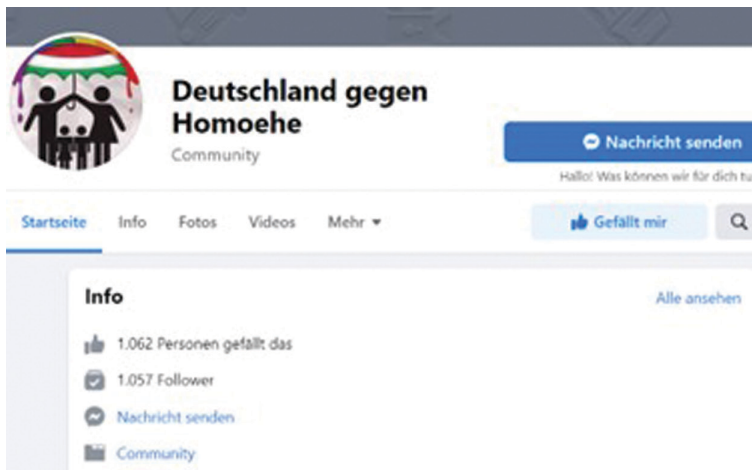 Deutschland gegen
Homoehe
Community
Nachricht senden
Hallo! Was können wir für dich tu
Startseite Info Fotos Videos Mehr
Gefällt mir
Info
Alle ansehen
1.062 Personen gefällt das
1.057 Follower
Nachricht senden
Community